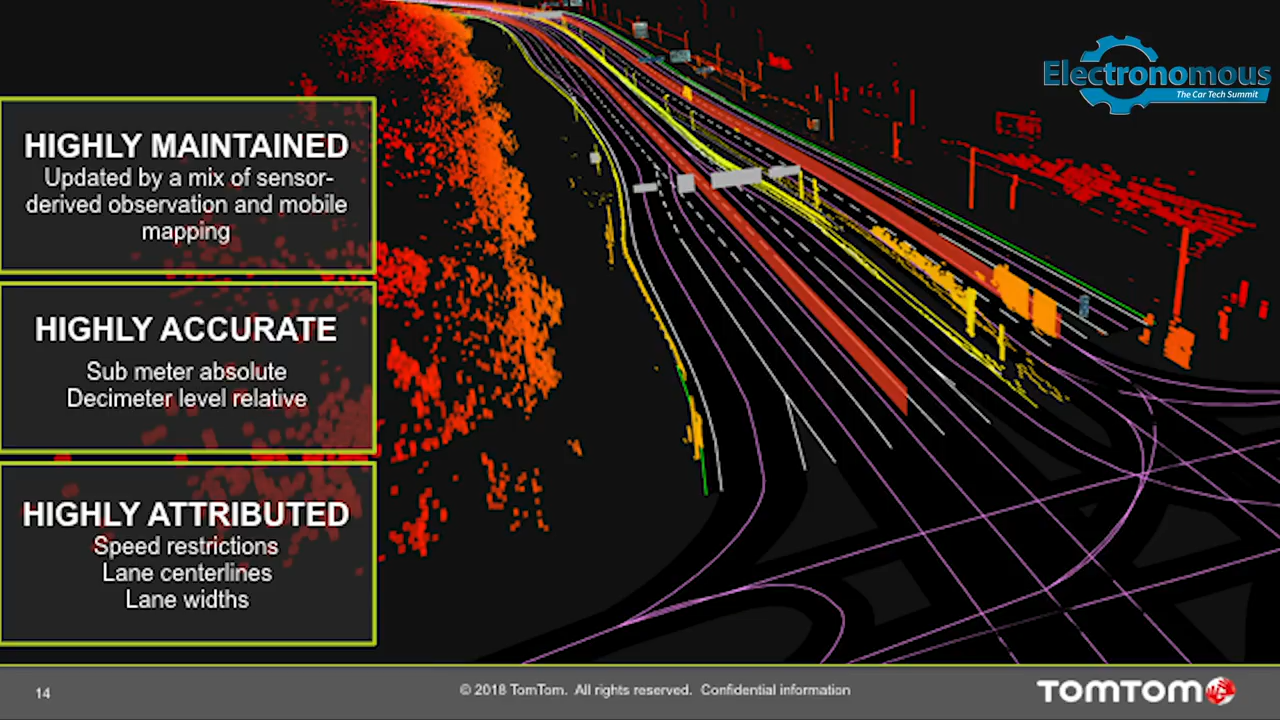 Electronomous
The Car Tech Summit
HIGHLY MAINTAINED
Updated by a mix of sensor-
derived observation and mobile
mapping
HIGHLY ACCURATE
Sub meter absolute
Decimeter level relative
HIGHLY ATTRIBUTED
Speed restrictions
Lane centerlines
Lane widths
14
© 2018 TomTom. All rights reserved. Confidential information
TOMTOM